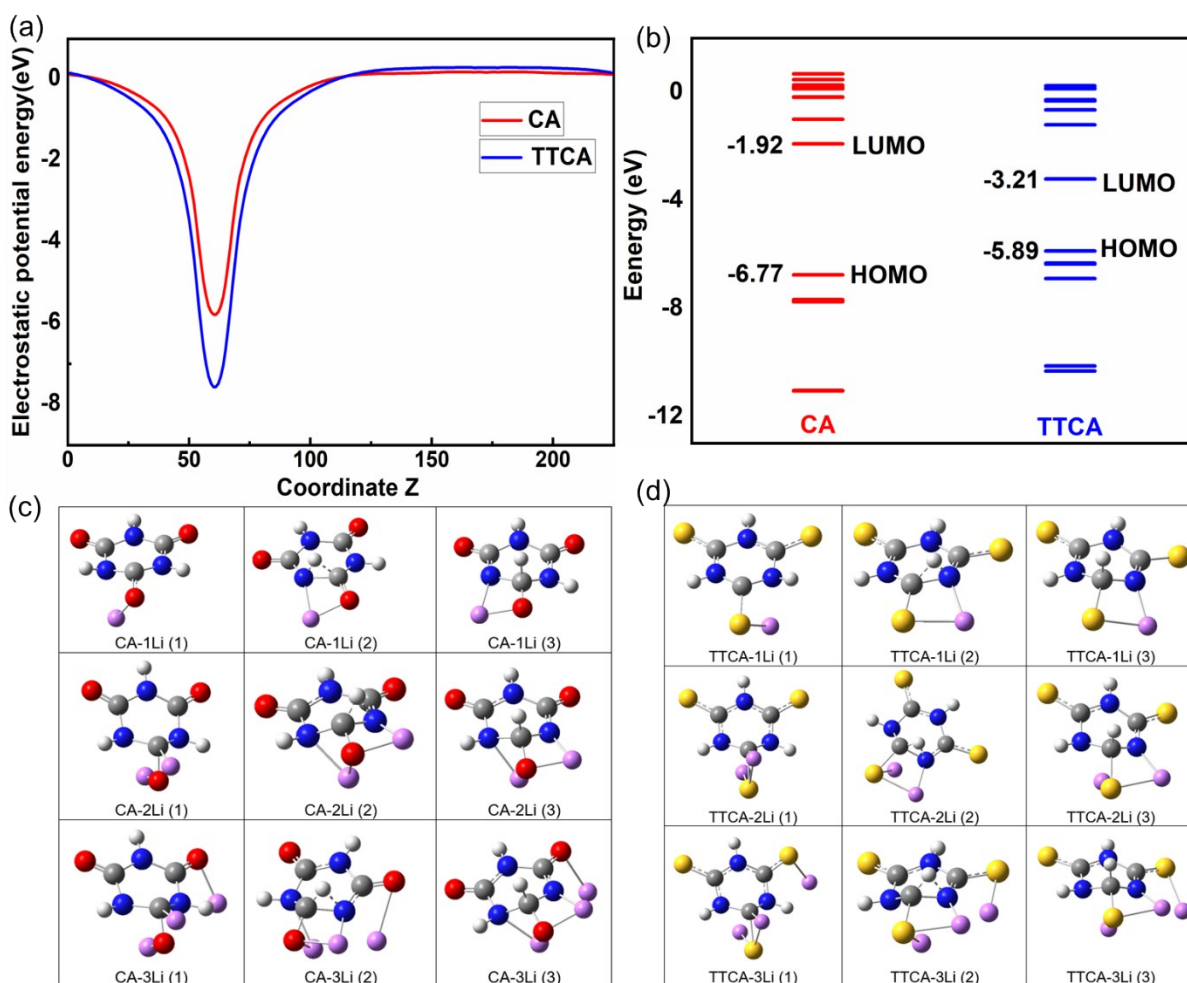 (a)
Electrostatic potential energy(eV)
0
-2
-4
-6
-8
0
50
100
150
200
Coordinate Z
CA
TTCA
(b)
Eenergy (eV)
0
-4
-8
-12
-1.92
LUMO
-6.77
HOMO
-3.21
LUMO
-5.89
HOMO
CA
TTCA
(c)
CA-1Li (1)
CA-1Li (2)
CA-1Li (3)
CA-2Li (1)
CA-2Li (2)
CA-2Li (3)
CA-3Li (1)
CA-3Li (2)
CA-3Li (3)
(d)
TTCA-1Li (1)
TTCA-1Li (2)
TTCA-1Li (3)
TTCA-2Li (1)
TTCA-2Li (2)
TTCA-2Li (3)
TTCA-3Li (1)
TTCA-3Li (2)
TTCA-3Li (3)